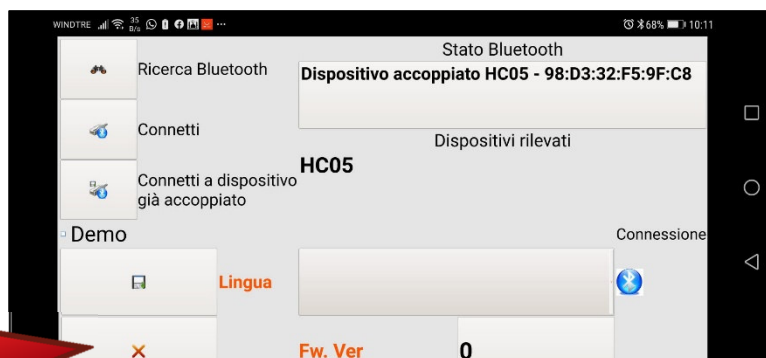 WINDTRE 35 B/s ... 68% 10:11
Stato Bluetooth
Ricerca Bluetooth
Dispositivo accoppiato HC05 - 98:D3:32:F5:9F:C8
Connetti
Dispositivi rilevati
HC05
Connetti a dispositivo
già accoppiato
Demo
Connessione
Lingua
Fw. Ver 0